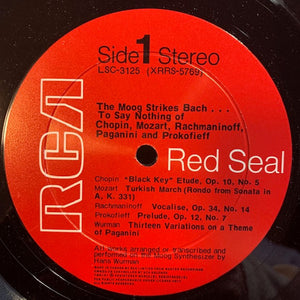 Side 1 Stereo
LSC-3125 (XRRS-5769)
The Moog Strikes Bach . . .
To Say Nothing of
Chopin, Mozart, Rachmaninoff,
Paganini and Prokofieff
RCA
Red Seal
Chopin "Black Key" Etude, Op. 10, No. 5
Mozart Turkish March (Rondo from Sonata in
A, K. 331)
Rachmaninoff Vocalise, Op. 34, No. 14
Prokofieff Prelude, Op. 12, No. 7
Wurman Thirteen Variations on a Theme
of Paganini
All works arranged or transcribed and
performed on the Moog Synthesizer by
Hans Wurman